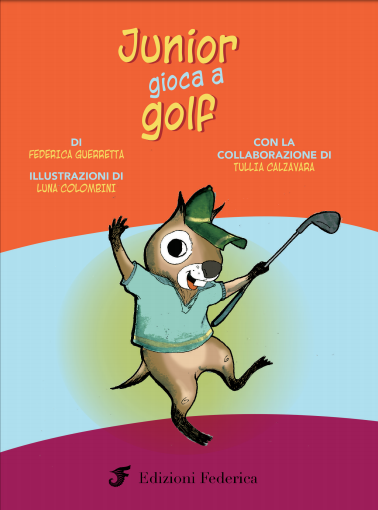 Junior
gioca a
golf
DI
FEDERICA GUERRETTA
ILLUSTRAZIONI DI
LUNA COLOMBINI
CON LA
COLLABORAZIONE DI
TULLIA CALZAVARA
Edizioni Federica